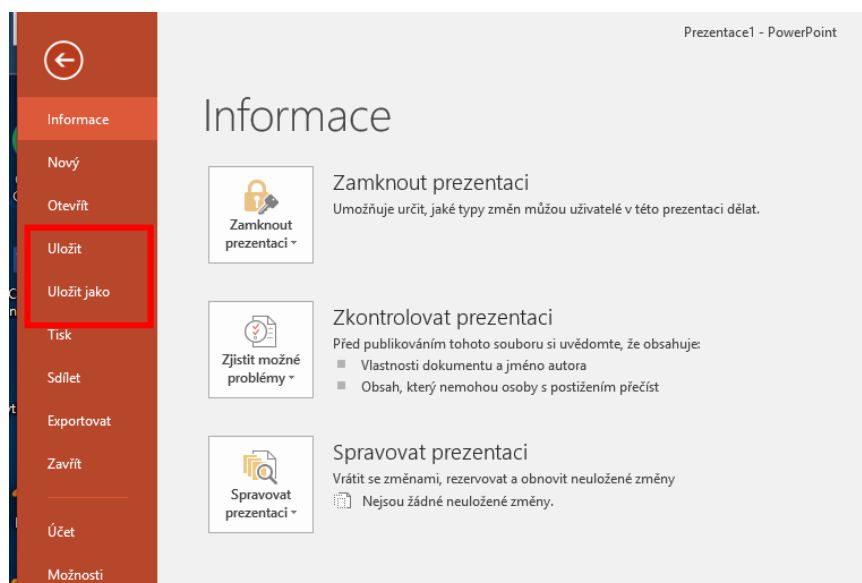 Prezentace1 - PowerPoint
Informace
Nový
Otevřít
Uložit
Uložit jako
Tisk
Sdílet
Exportovat
Zavřít
Účet
Možnosti
Informace
Zamknout
prezentaci
Zamknout prezentaci
Umožňuje určit, jaké typy změn můžou uživatelé v této prezentaci dělat.
Zjistit možné
problémy
Zkontrolovat prezentaci
Před publikováním tohoto souboru si uvědomte, že obsahuje:
Vlastnosti dokumentu a jméno autora
Obsah, který nemohou osoby s postižením přečíst
Spravovat
prezentaci
Spravovat prezentaci
Vrátit se změnami, rezervovat a obnovit neuložené změny
Nejsou žádné neuložené změny.